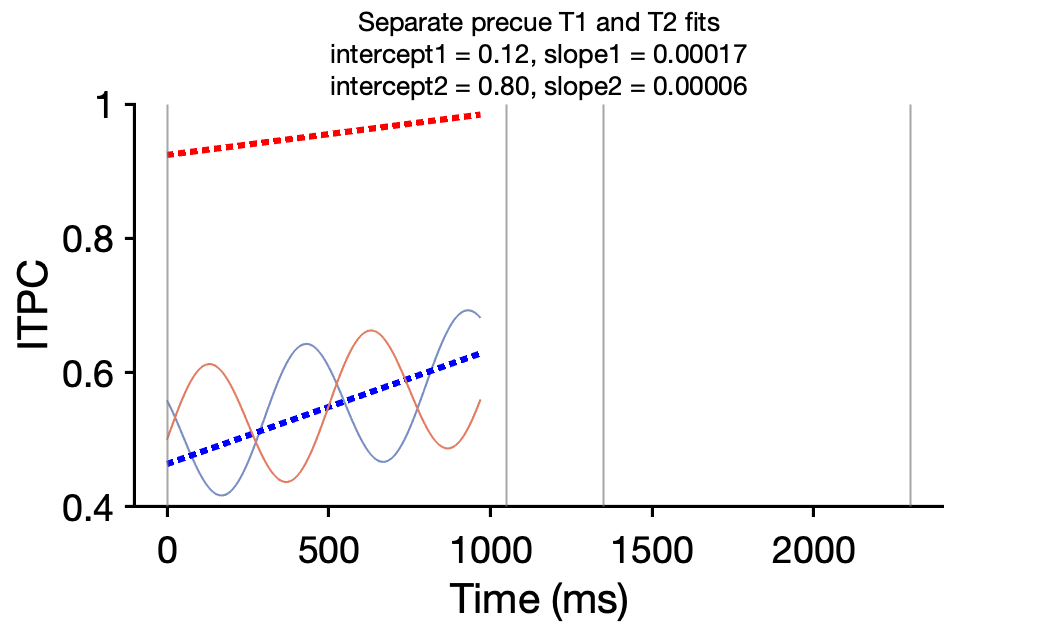 Separate precue T1 and T2 fits
intercept1 = 0.12, slope1 = 0.00017
intercept2 = 0.80, slope2 = 0.00006
1
0.8
0.6
0.4
ITPC
0 500 1000 1500 2000
Time (ms)